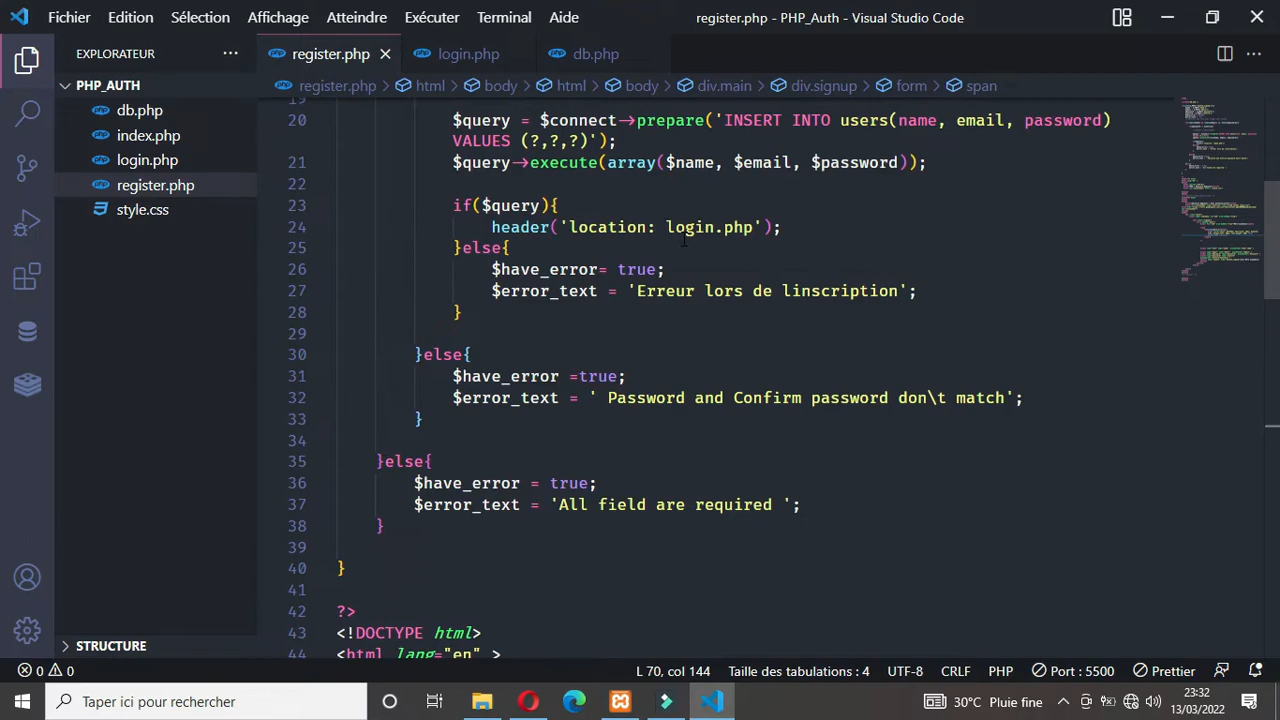 Fichier Edition Sélection Affichage Atteindre Exécuter Terminal Aide register.php - PHP_Auth - Visual Studio Code
EXPLORATEUR
register.php login.php db.php
PHP_AUTH
db.php
index.php
login.php
register.php
style.css
STRUCTURE
register.php > html > body > html > body > div.main > div.signup > form > span
19
20 $query = $connect->prepare('INSERT INTO users(name email, password)
VALUES (?,?,?)');
21 $query->execute(array($name, $email, $password));
22
23 if($query){
24 header('location: login.php');
25 }else{
26 $have_error= true;
27 $error_text = 'Erreur lors de linscription';
28 }
29
30 }else{
31 $have_error =true;
32 $error_text = ' Password and Confirm password don\t match';
33 }
34
35 }else{
36 $have_error = true;
37 $error_text = 'All field are required ';
38 }
39
40 }
41
42 ?>
43 <!DOCTYPE html>
44 <html lang="en" >
0 0 L 70, col 144 Taille des tabulations : 4 UTF-8 CRLF PHP Port : 5500 Prettier
Taper ici pour rechercher 30°C Pluie fine 23:32
13/03/2022